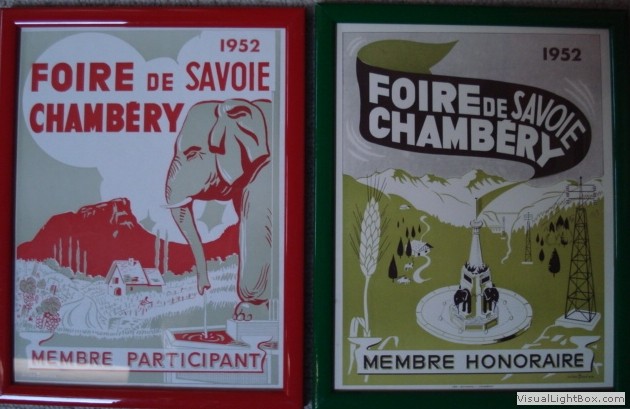 1952
FOIRE DE SAVOIE
CHAMBÉRY
MEMBRE PARTICIPANT
1952
FOIRE DE SAVOIE
CHAMBÉRY
MEMBRE HONORAIRE
VisualLightBox.com